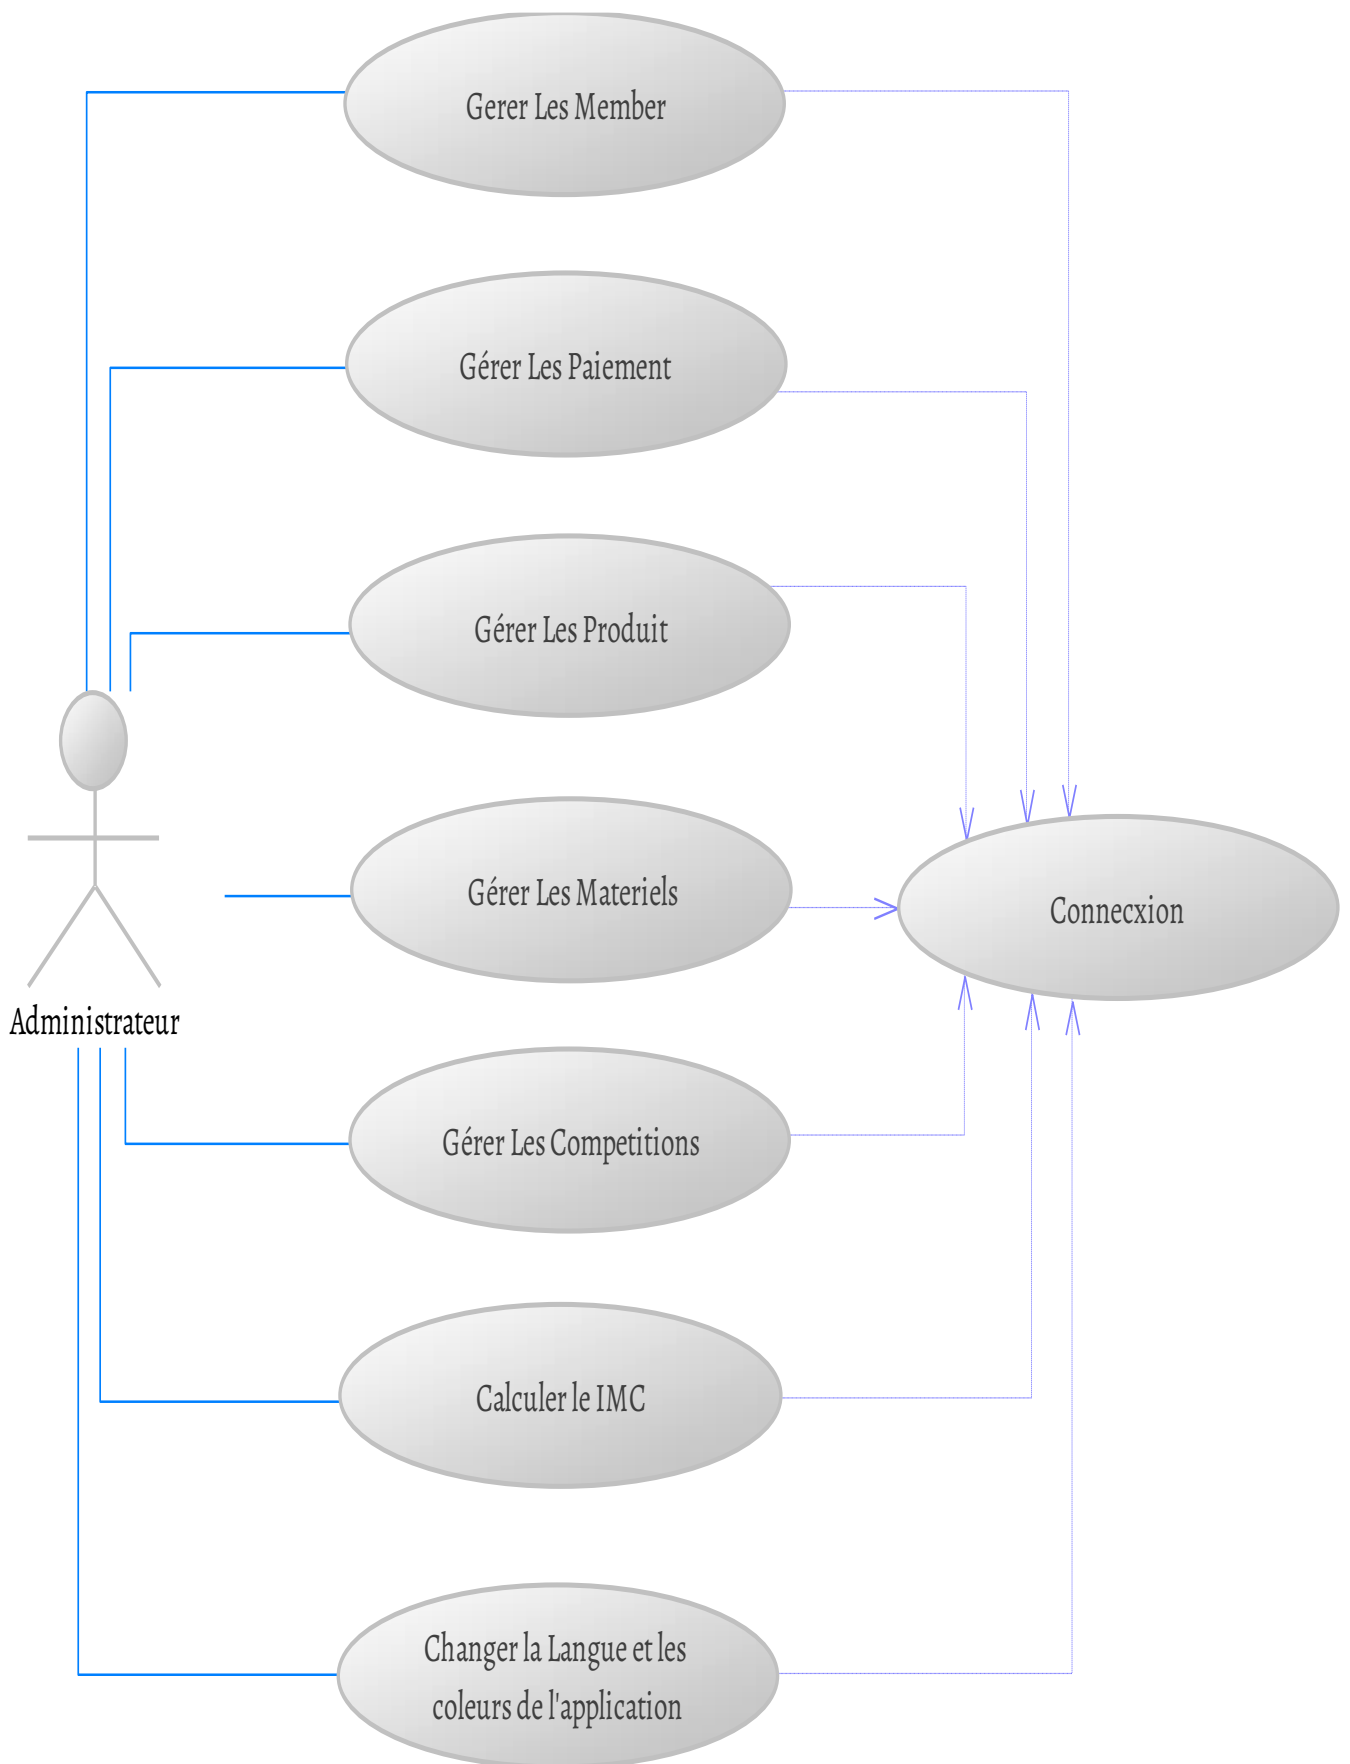 Gerer Les Member
Gérer Les Paiement
Gérer Les Produit
Gérer Les Materiels
Connecxion
Administrateur
Gérer Les Competitions
Calculer le IMC
Changer la Langue et les
coleurs de l'application